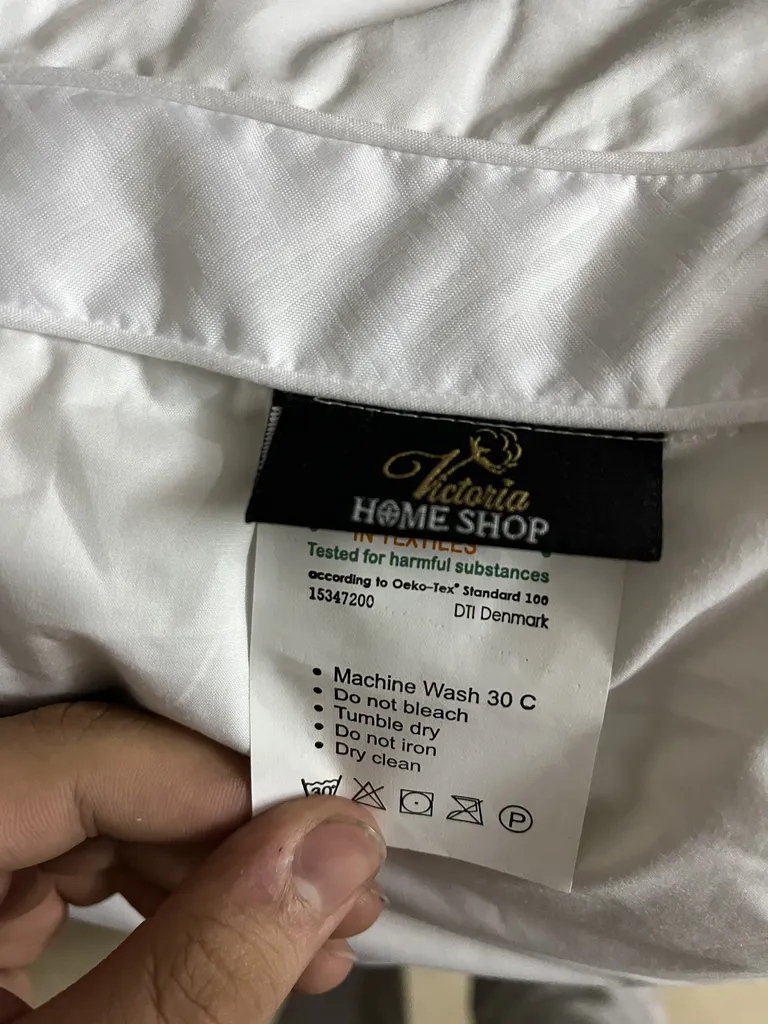 Victoria
HOME SHOP
IN TEXTILES
Tested for harmful substances
according to Oeko-Tex® Standard 100
15347200 DTI Denmark
• Machine Wash 30 C
• Do not bleach
• Tumble dry
• Do not iron
• Dry clean
30°
P